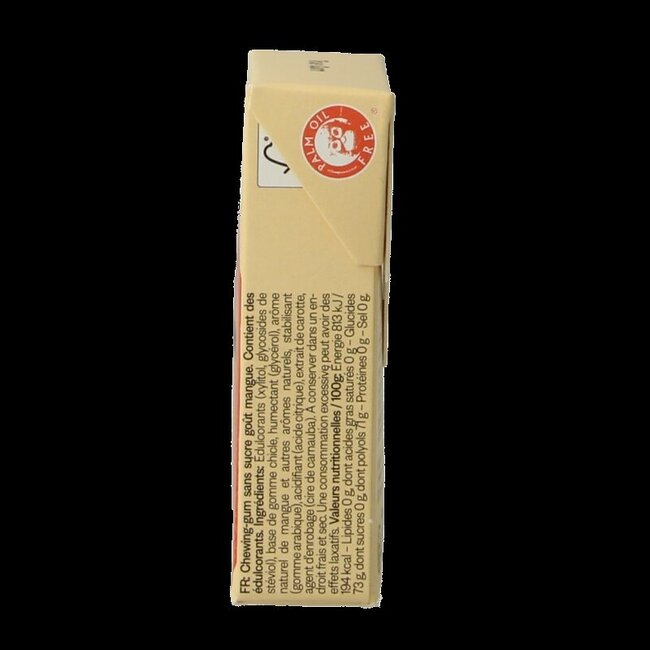 PALM OIL
FREE
®
FR: Chewing-gum sans sucre goût mangue. Contient des
édulcorants. Ingrédients: Edulcorants (xylitol, glycosides de
stéviol), base de gomme chicle, humectant (glycérol), arôme
naturel de mangue et autres arômes naturels, stabilisant
(gomme arabique), acidifiant (acide citrique), extrait de carotte,
agent d'enrobage (cire de carnauba). À conserver dans un en-
droit frais et sec. Une consommation excessive peut avoir des
effets laxatifs. Valeurs nutritionnelles / 100g: Énergie 813 kJ /
194 kcal – Lipides 0 g, dont acides gras saturés 0 g – Glucides
73 g, dont sucres 0 g, dont polyols 71 g – Protéines 0 g – Sel 0 g.